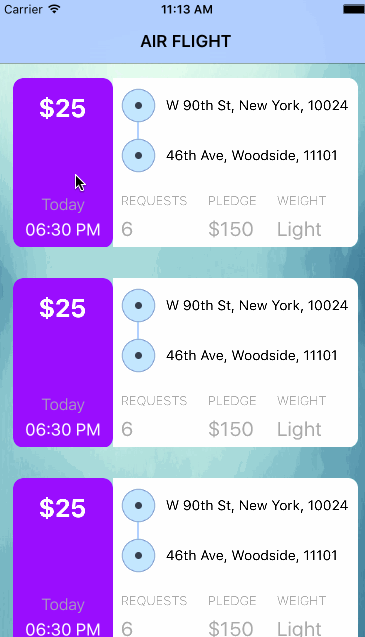 Carrier 11:13 AM
AIR FLIGHT
$25
W 90th St, New York, 10024
46th Ave, Woodside, 11101
Today
06:30 PM
REQUESTS PLEDGE WEIGHT
6 $150 Light
$25
W 90th St, New York, 10024
46th Ave, Woodside, 11101
Today
06:30 PM
REQUESTS PLEDGE WEIGHT
6 $150 Light
$25
W 90th St, New York, 10024
46th Ave, Woodside, 11101
Today
06:30 PM
REQUESTS PLEDGE WEIGHT
6 $150 Light